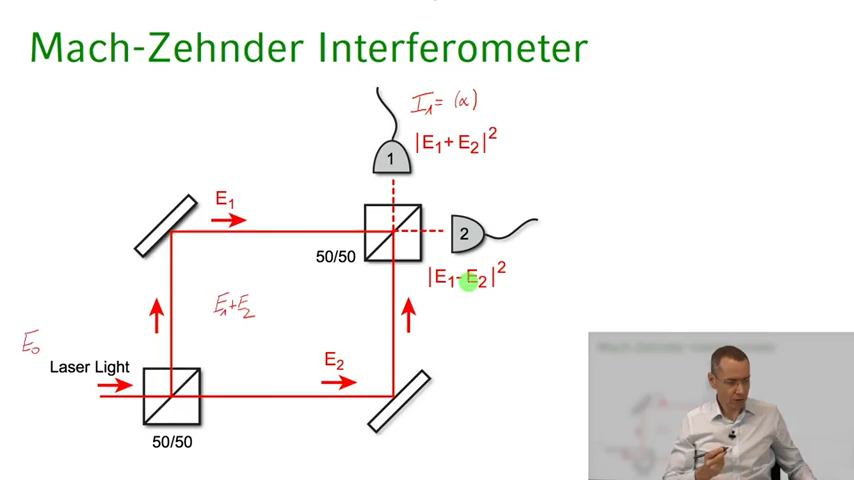 Mach-Zehnder Interferometer
I₁ = (α)
|E₁+ E₂|²
1
E₁
2
50/50
|E₁- E₂|²
E₁+E₂
E₀
Laser Light
E₂
50/50